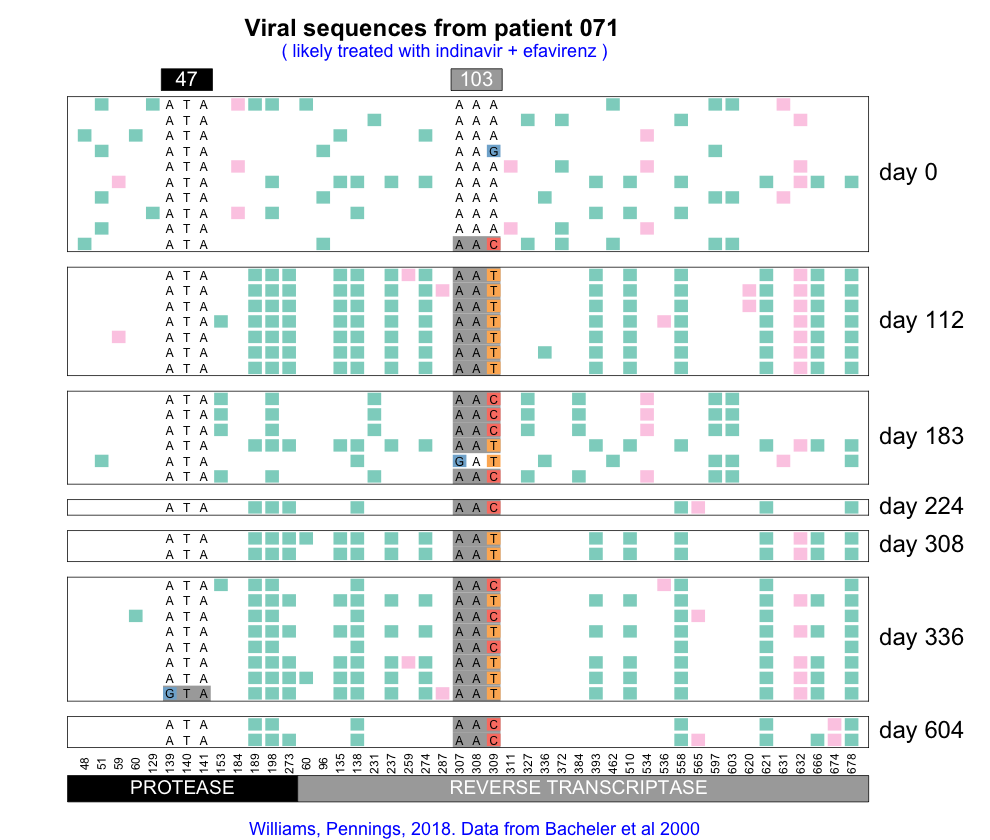 Viral sequences from patient 071
( likely treated with indinavir + efavirenz )
47 103
A T A A A A
A T A A A A
A T A A A A
A T A A A G
A T A A A A
A T A A A A
A T A A A A
A T A A A A
A T A A A A
A T A A A C
day 0
A T A A A T
A T A A A T
A T A A A T
A T A A A T
A T A A A T
A T A A A T
A T A A A T
day 112
A T A A A C
A T A A A C
A T A A A C
A T A A A T
A T A G A T
A T A A A C
day 183
A T A A A C
day 224
A T A A A T
A T A A A T
day 308
A T A A A C
A T A A A T
A T A A A C
A T A A A T
A T A A A C
A T A A A T
A T A A A T
G T A A A T
day 336
A T A A A C
A T A A A C
day 604
48 51 59 60 129 139 140 141 153 184 189 198 273 60 96 135 138 231 237 259 274 287 307 308 309 311 327 336 372 384 393 462 510 534 536 558 565 597 603 620 621 631 632 666 674 678
PROTEASE REVERSE TRANSCRIPTASE
Williams, Pennings, 2018. Data from Bacheler et al 2000